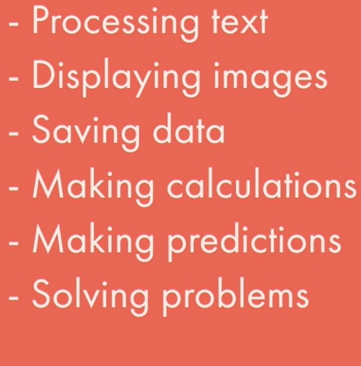 - Processing text
- Displaying images
- Saving data
- Making calculations
- Making predictions
- Solving problems